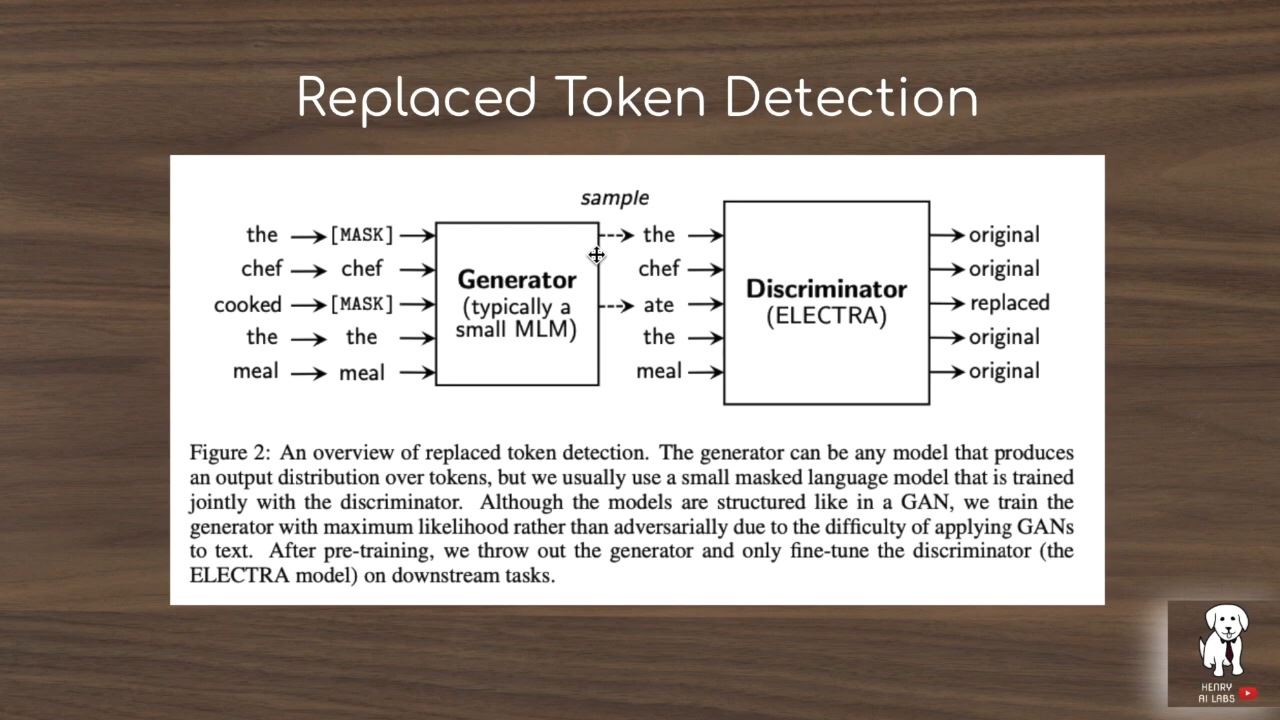 Replaced Token Detection
sample
the [MASK] the original
chef chef chef original
cooked [MASK] ate replaced
the the the original
meal meal meal original
Generator
(typically a
small MLM)
Discriminator
(ELECTRA)
Figure 2: An overview of replaced token detection. The generator can be any model that produces
an output distribution over tokens, but we usually use a small masked language model that is trained
jointly with the discriminator. Although the models are structured like in a GAN, we train the
generator with maximum likelihood rather than adversarially due to the difficulty of applying GANs
to text. After pre-training, we throw out the generator and only fine-tune the discriminator (the
ELECTRA model) on downstream tasks.
HENRY
AI LABS